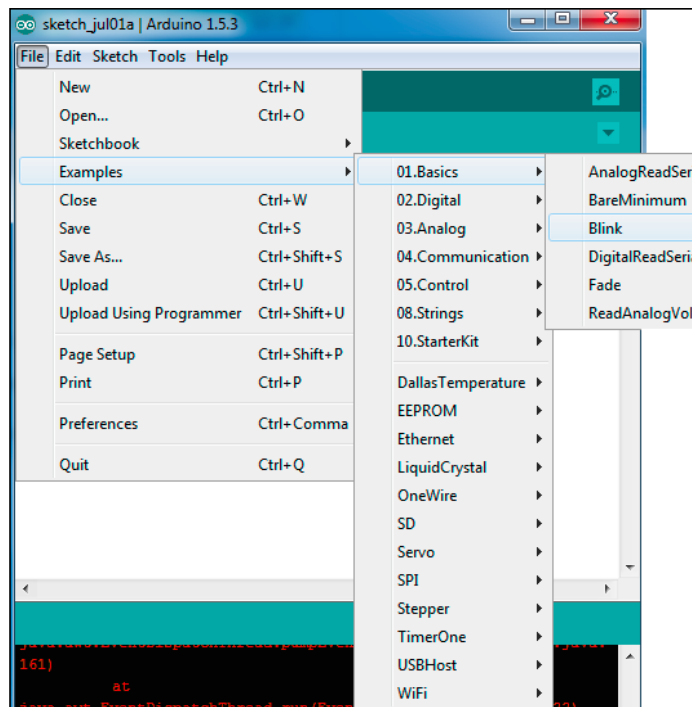 sketch_jul01a | Arduino 1.5.3
File Edit Sketch Tools Help
New Ctrl+N
Open... Ctrl+O
Sketchbook
Examples
Close Ctrl+W
Save Ctrl+S
Save As... Ctrl+Shift+S
Upload Ctrl+U
Upload Using Programmer Ctrl+Shift+U
Page Setup Ctrl+Shift+P
Print Ctrl+P
Preferences Ctrl+Comma
Quit Ctrl+Q
01.Basics
02.Digital
03.Analog
04.Communication
05.Control
08.Strings
10.StarterKit
DallasTemperature
EEPROM
Ethernet
LiquidCrystal
OneWire
SD
Servo
SPI
Stepper
TimerOne
USBHost
WiFi
AnalogReadSer
BareMinimum
Blink
DigitalReadSeria
Fade
ReadAnalogVol
161)
at